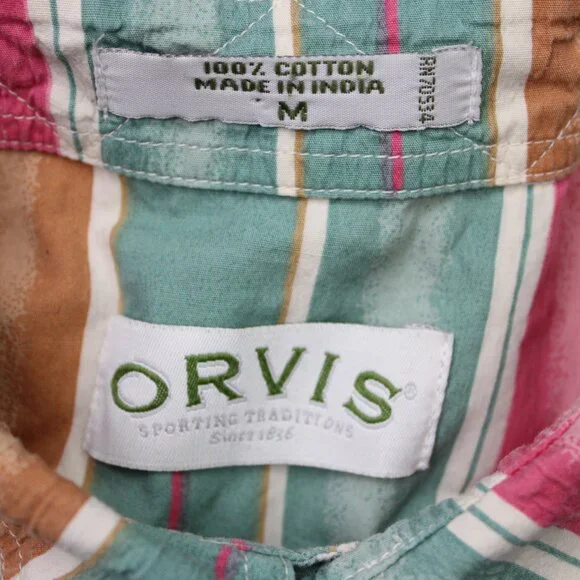 100% COTTON
MADE IN INDIA
M
RN70534
ORVIS®
SPORTING TRADITIONS
Since 1856